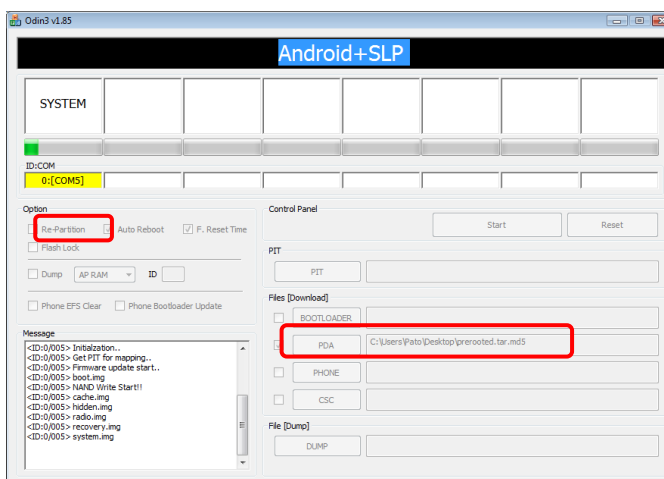 Odin3 v1.85
Android+SLP
SYSTEM
ID:COM
0:[COM5]
Option
Re-Partition Auto Reboot F. Reset Time
Flash Lock
Dump AP RAM ID
Phone EFS Clear Phone Bootloader Update
Message
<ID:0/005> Initialzation..
<ID:0/005> Get PIT for mapping..
<ID:0/005> Firmware update start..
<ID:0/005> boot.img
<ID:0/005> NAND Write Start!!
<ID:0/005> cache.img
<ID:0/005> hidden.img
<ID:0/005> radio.img
<ID:0/005> recovery.img
<ID:0/005> system.img
Control Panel
Start Reset
PIT
PIT
Files [Download]
BOOTLOADER
PDA C:\Users\Pato\Desktop\prerooted.tar.md5
PHONE
CSC
File [Dump]
DUMP